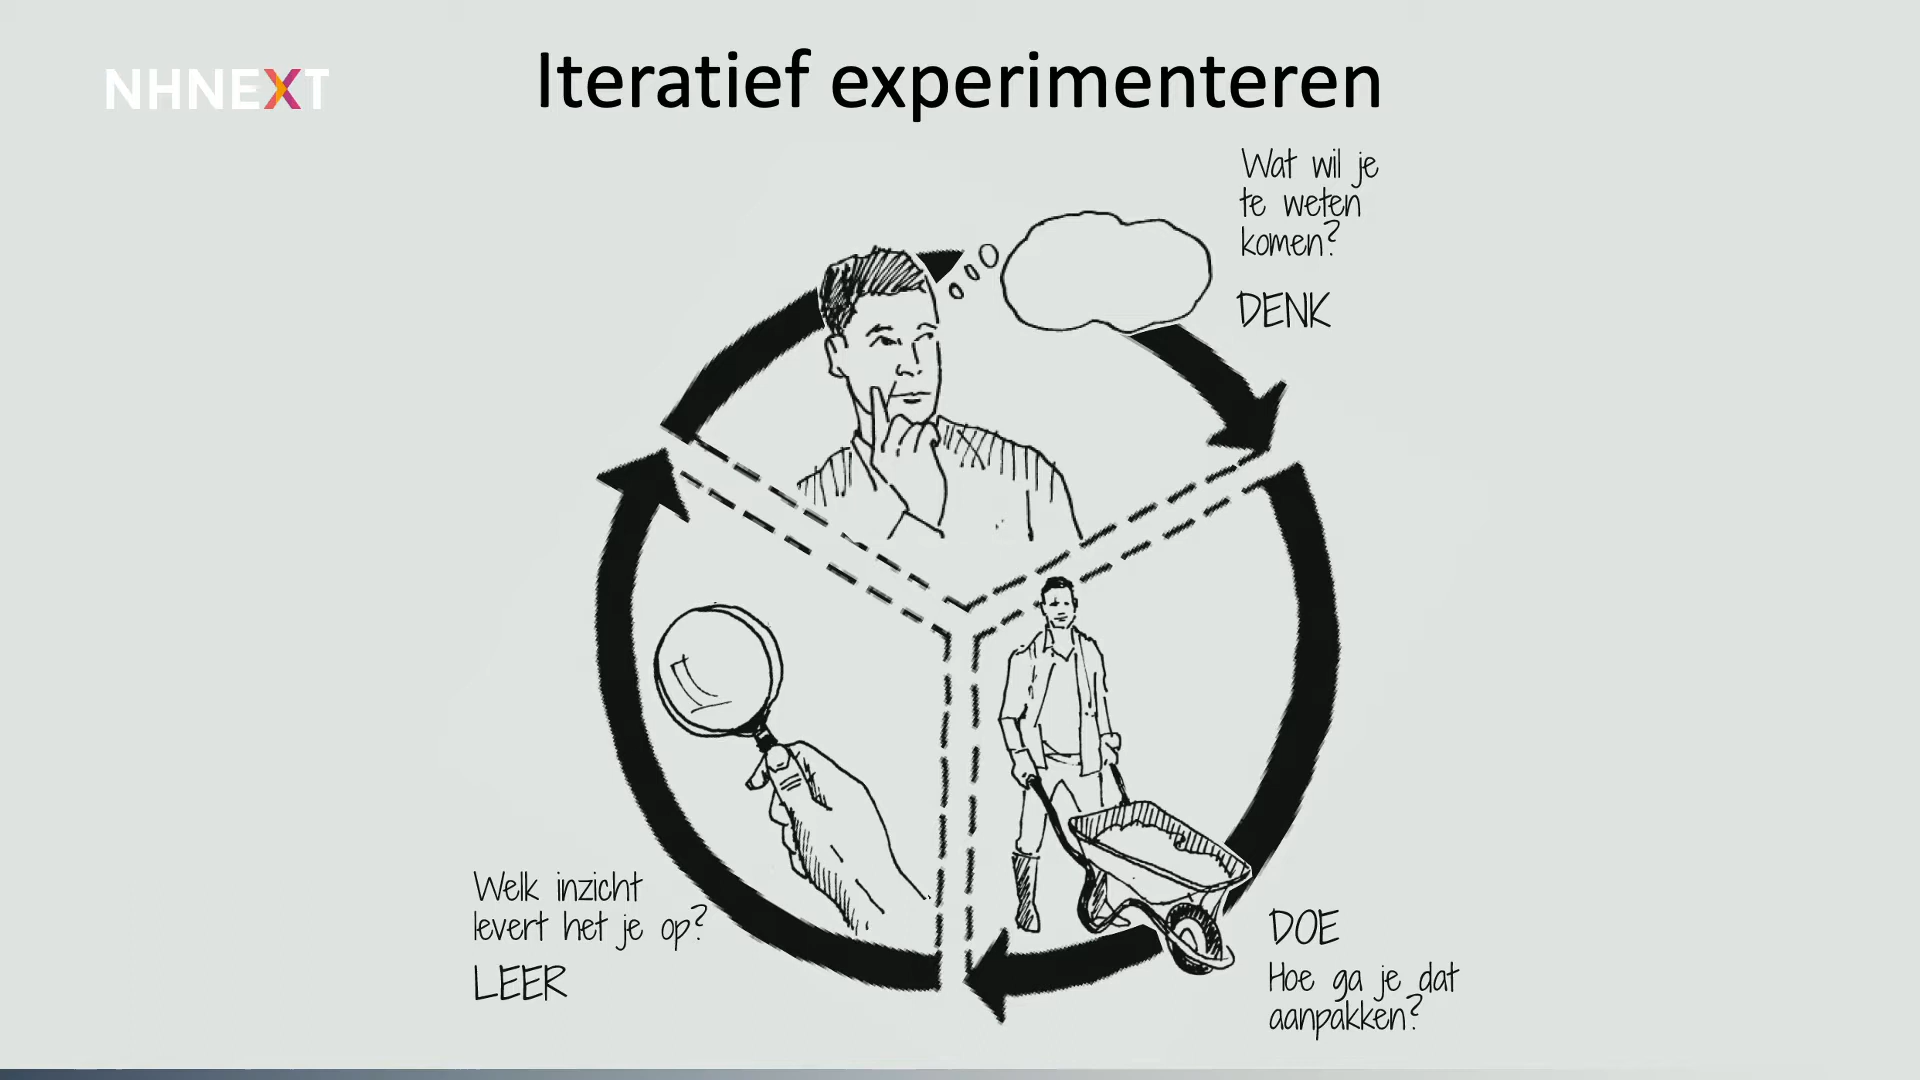 NHNEXT
Iteratief experimenteren
Wat wil je
te weten
komen?
DENK
DOE
Hoe ga je dat
aanpakken?
Welk inzicht
levert het je op?
LEER